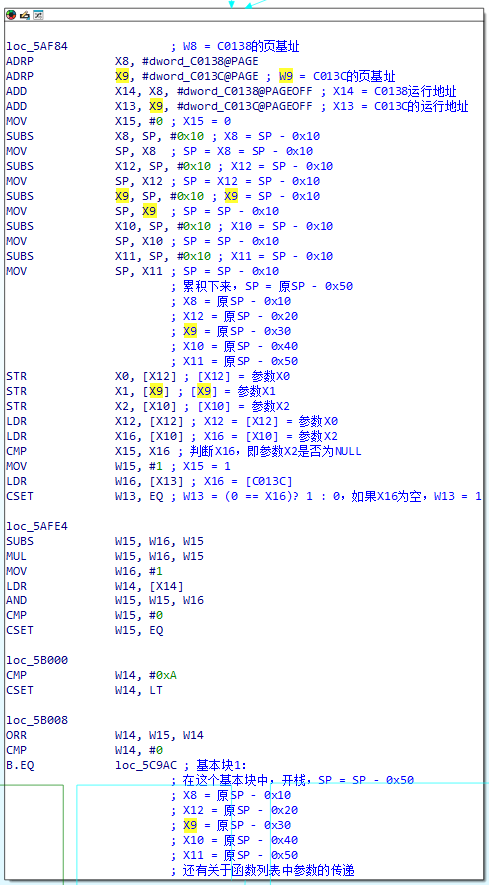 loc_5AF84 ; W8 = C0138的页基址
ADRP X8, #dword_C0138@PAGE
ADRP X9, #dword_C013C@PAGE ; W9 = C013C的页基址
ADD X14, X8, #dword_C0138@PAGEOFF ; X14 = C0138运行地址
ADD X13, X9, #dword_C013C@PAGEOFF ; X13 = C013C的运行地址
MOV X15, #0 ; X15 = 0
SUBS X8, SP, #0x10 ; X8 = SP - 0x10
MOV SP, X8 ; SP = X8 = SP - 0x10
SUBS X12, SP, #0x10 ; X12 = SP - 0x10
MOV SP, X12 ; SP = X12 = SP - 0x10
SUBS X9, SP, #0x10 ; X9 = SP - 0x10
MOV SP, X9 ; SP = SP - 0x10
SUBS X10, SP, #0x10 ; X10 = SP - 0x10
MOV SP, X10 ; SP = SP - 0x10
SUBS X11, SP, #0x10 ; X11 = SP - 0x10
MOV SP, X11 ; SP = SP - 0x10
; 累积下来，SP = 原SP - 0x50
; X8 = 原SP - 0x10
; X12 = 原SP - 0x20
; X9 = 原SP - 0x30
; X10 = 原SP - 0x40
; X11 = 原SP - 0x50
STR X0, [X12] ; [X12] = 参数X0
STR X1, [X9] ; [X9] = 参数X1
STR X2, [X10] ; [X10] = 参数X2
LDR X12, [X12] ; X12 = [X12] = 参数X0
LDR X16, [X10] ; X16 = [X10] = 参数X2
CMP X15, X16 ; 判断X16，即参数X2是否为NULL
MOV W15, #1 ; X15 = 1
LDR W16, [X13] ; X16 = [C013C]
CSET W13, EQ ; W13 = (0 == X16)? 1 : 0，如果X16为空，W13 = 1
loc_5AFE4
SUBS W15, W16, W15
MUL W15, W16, W15
MOV W16, #1
LDR W14, [X14]
AND W15, W15, W16
CMP W15, #0
CSET W15, EQ
loc_5B000
CMP W14, #0xA
CSET W14, LT
loc_5B008
ORR W14, W15, W14
CMP W14, #0
B.EQ loc_5C9AC ; 基本块1：
; 在这个基本块中，开栈，SP = SP - 0x50
; X8 = 原SP - 0x10
; X12 = 原SP - 0x20
; X9 = 原SP - 0x30
; X10 = 原SP - 0x40
; X11 = 原SP - 0x50
; 还有关于函数列表中参数的传递